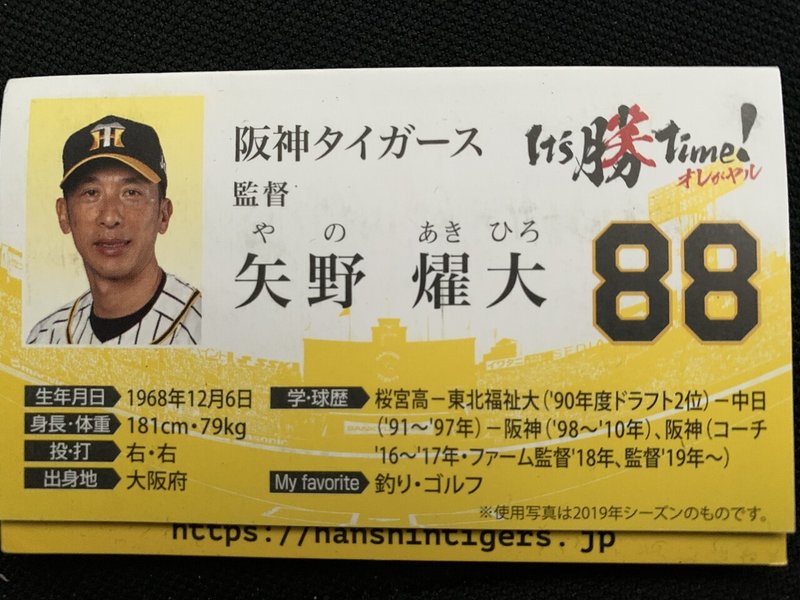 阪神タイガース
It's勝Time!
オレがヤル
監督
や の あき ひろ
矢野 燿大
88
生年月日 1968年12月6日
身長・体重 181cm・79kg
投・打 右・右
出身地 大阪府
学・球歴 桜宮高－東北福祉大('90年度ドラフト2位)－中日
('91～'97年)－阪神('98～'10年)、阪神(コーチ
'16～'17年・ファーム監督'18年、監督'19年～)
My favorite 釣り・ゴルフ
※使用写真は2019年シーズンのものです。
https://hanshintigers.jp